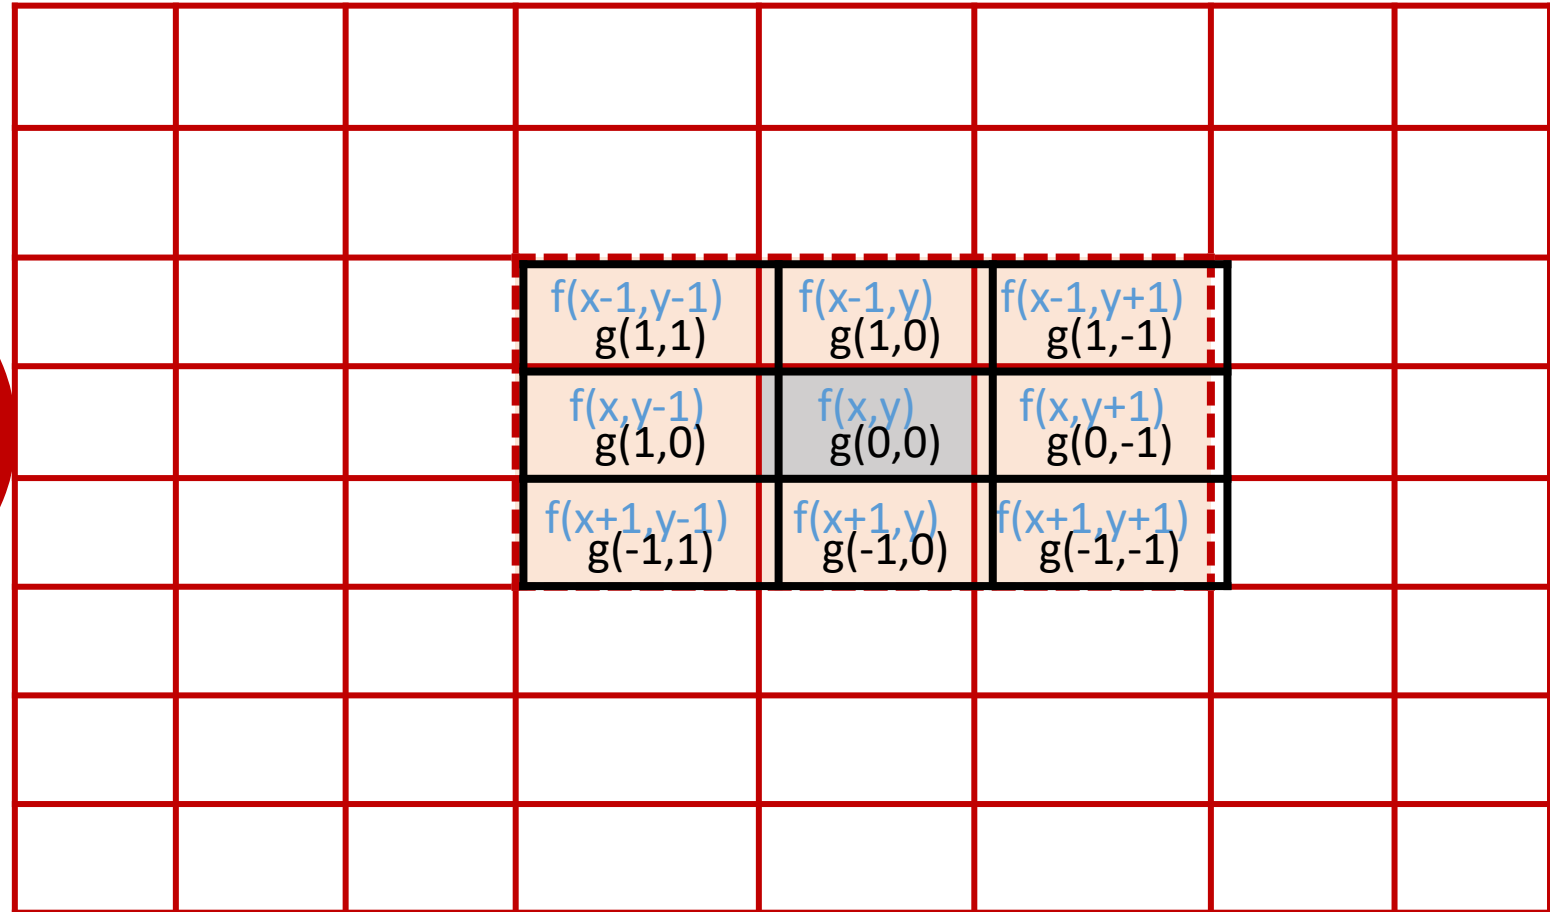 f(x-1,y-1) f(x-1,y) f(x-1,y+1)
g(1,1) g(1,0) g(1,-1)
f(x,y-1) f(x,y) f(x,y+1)
g(1,0) g(0,0) g(0,-1)
f(x+1,y-1) f(x+1,y) f(x+1,y+1)
g(-1,1) g(-1,0) g(-1,-1)